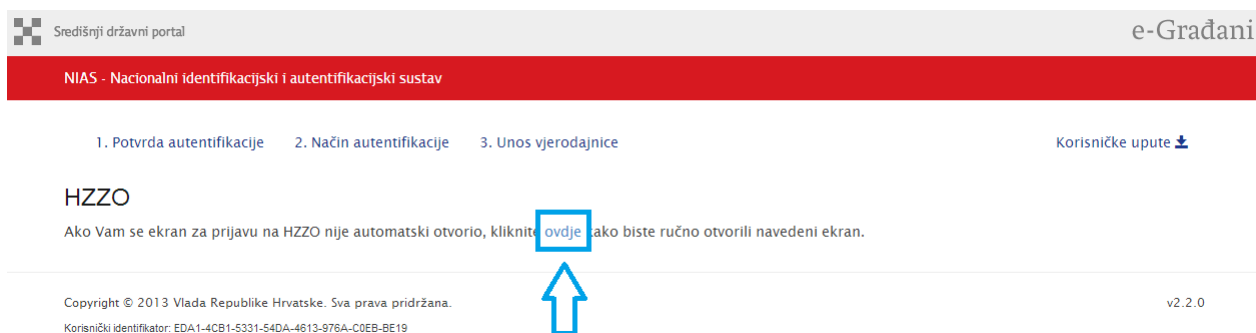 Središnji državni portal
e-Građani
NIAS - Nacionalni identifikacijski i autentifikacijski sustav
1. Potvrda autentifikacije 2. Način autentifikacije 3. Unos vjerodajnice Korisničke upute
HZZO
Ako Vam se ekran za prijavu na HZZO nije automatski otvorio, kliknite ovdje kako biste ručno otvorili navedeni ekran.
Copyright © 2013 Vlada Republike Hrvatske. Sva prava pridržana. v2.2.0
Korisnički identifikator: EDA1-4CB1-5331-54DA-4613-976A-C0EB-BE19